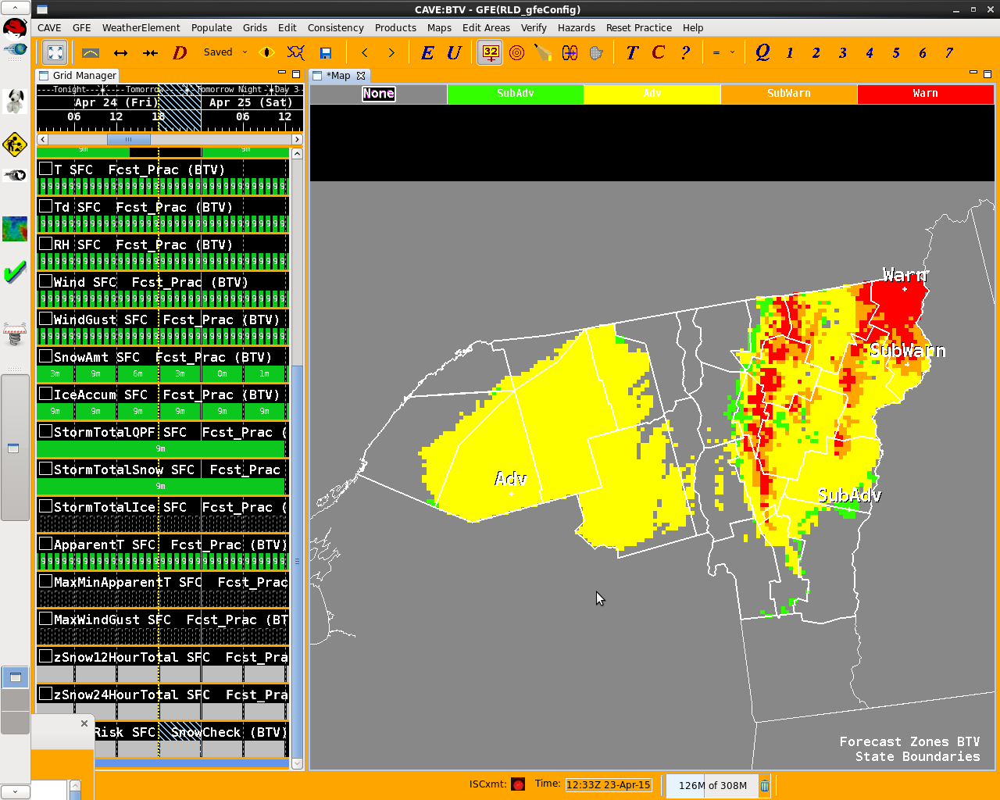 CAVE:BTV - GFE(RLD_gfeConfig)
CAVE GFE WeatherElement Populate Grids Edit Consistency Products Maps Edit Areas Verify Hazards Reset Practice Help
D Saved E U 32 T C ? = Q 1 2 3 4 5 6 7
Grid Manager
*Map
None SubAdv Adv SubWarn Warn
Tonight Tomorrow Tomorrow Night Day 3
Apr 24 (Fri) Apr 25 (Sat)
06 12 18 06 12
9m 9m
T SFC Fcst_Prac (BTV)
Td SFC Fcst_Prac (BTV)
RH SFC Fcst_Prac (BTV)
Wind SFC Fcst_Prac (BTV)
WindGust SFC Fcst_Prac (BTV)
SnowAmt SFC Fcst_Prac (BTV)
3m 9m 6m 3m 0m 1m
IceAccum SFC Fcst_Prac (BTV)
9m 9m 9m 9m 9m 9m
StormTotalQPF SFC Fcst_Prac (
9m
StormTotalSnow SFC Fcst_Prac
9m
StormTotalIce SFC Fcst_Prac (
ApparentT SFC Fcst_Prac (BTV)
MaxMinApparentT SFC Fcst_Prac
MaxWindGust SFC Fcst_Prac (BT
zSnow12HourTotal SFC Fcst_Pra
zSnow24HourTotal SFC Fcst_Pra
Risk SFC SnowCheck (BTV)
Warn
SubWarn
Adv
SubAdv
Forecast Zones BTV
State Boundaries
ISCxmt: Time: 12:33Z 23-Apr-15 126M of 308M